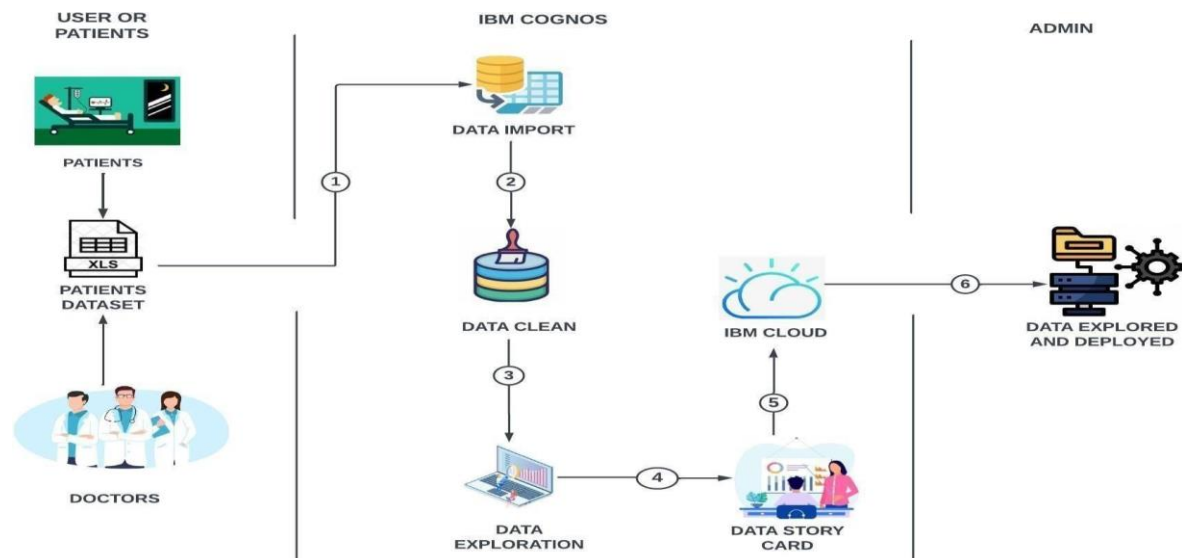 USER OR
PATIENTS
IBM COGNOS
ADMIN
PATIENTS
XLS
PATIENTS
DATASET
DOCTORS
1
DATA IMPORT
2
DATA CLEAN
3
DATA
EXPLORATION
4
DATA STORY
CARD
5
IBM CLOUD
6
DATA EXPLORED
AND DEPLOYED